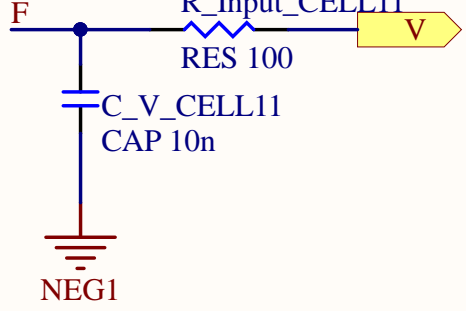 F
R_Input_CELL11
V
RES 100
C_V_CELL11
CAP 10n
NEG1